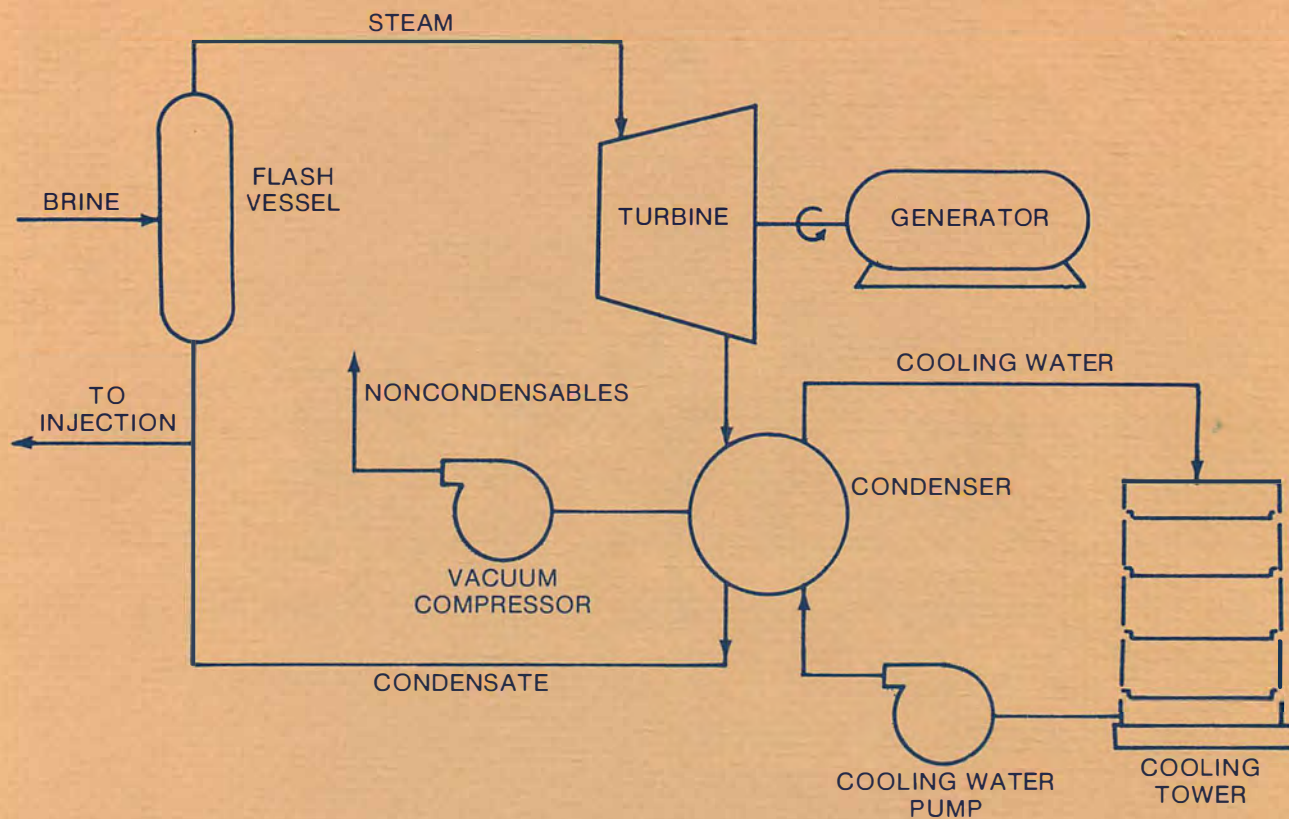 STEAM
BRINE
FLASH
VESSEL
TURBINE
GENERATOR
TO
INJECTION
NONCONDENSABLES
COOLING WATER
CONDENSER
VACUUM
COMPRESSOR
CONDENSATE
COOLING WATER
PUMP
COOLING
TOWER